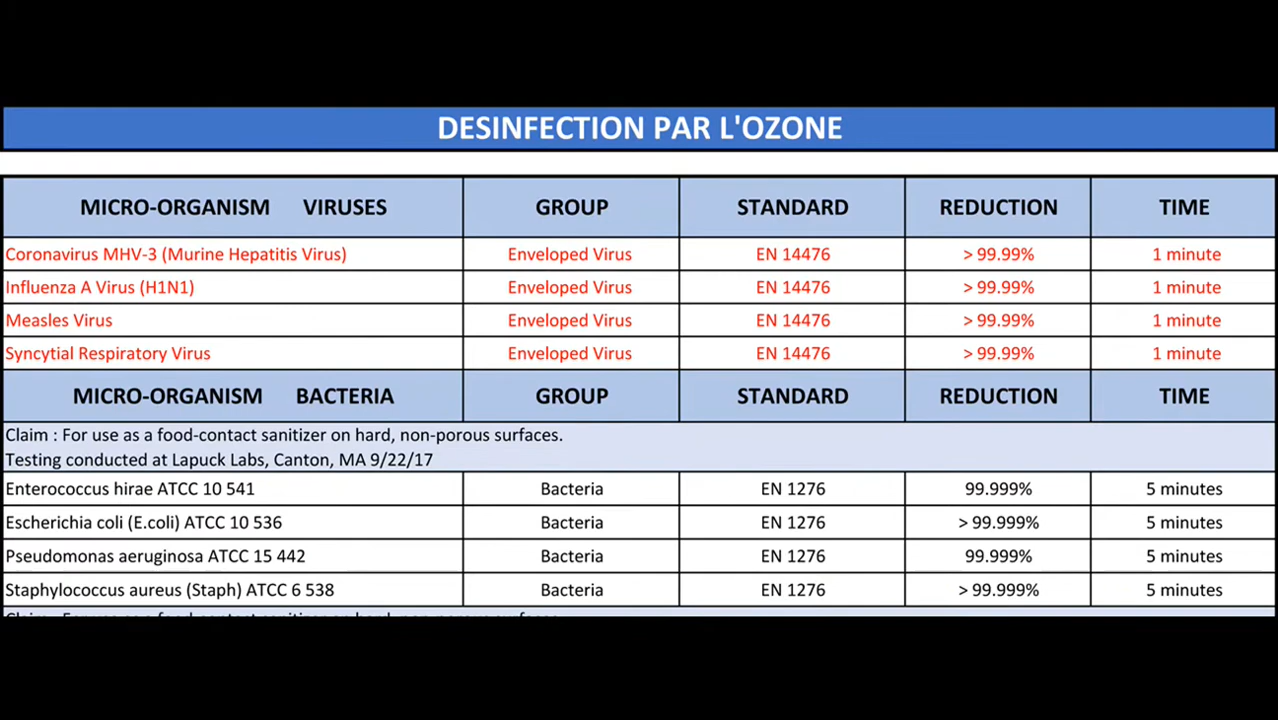 DESINFECTION PAR L'OZONE
MICRO-ORGANISM VIRUSES GROUP STANDARD REDUCTION TIME
Coronavirus MHV-3 (Murine Hepatitis Virus) Enveloped Virus EN 14476 > 99.99% 1 minute
Influenza A Virus (H1N1) Enveloped Virus EN 14476 > 99.99% 1 minute
Measles Virus Enveloped Virus EN 14476 > 99.99% 1 minute
Syncytial Respiratory Virus Enveloped Virus EN 14476 > 99.99% 1 minute
MICRO-ORGANISM BACTERIA GROUP STANDARD REDUCTION TIME
Claim : For use as a food-contact sanitizer on hard, non-porous surfaces.
Testing conducted at Lapuck Labs, Canton, MA 9/22/17
Enterococcus hirae ATCC 10 541 Bacteria EN 1276 99.999% 5 minutes
Escherichia coli (E.coli) ATCC 10 536 Bacteria EN 1276 > 99.999% 5 minutes
Pseudomonas aeruginosa ATCC 15 442 Bacteria EN 1276 99.999% 5 minutes
Staphylococcus aureus (Staph) ATCC 6 538 Bacteria EN 1276 > 99.999% 5 minutes